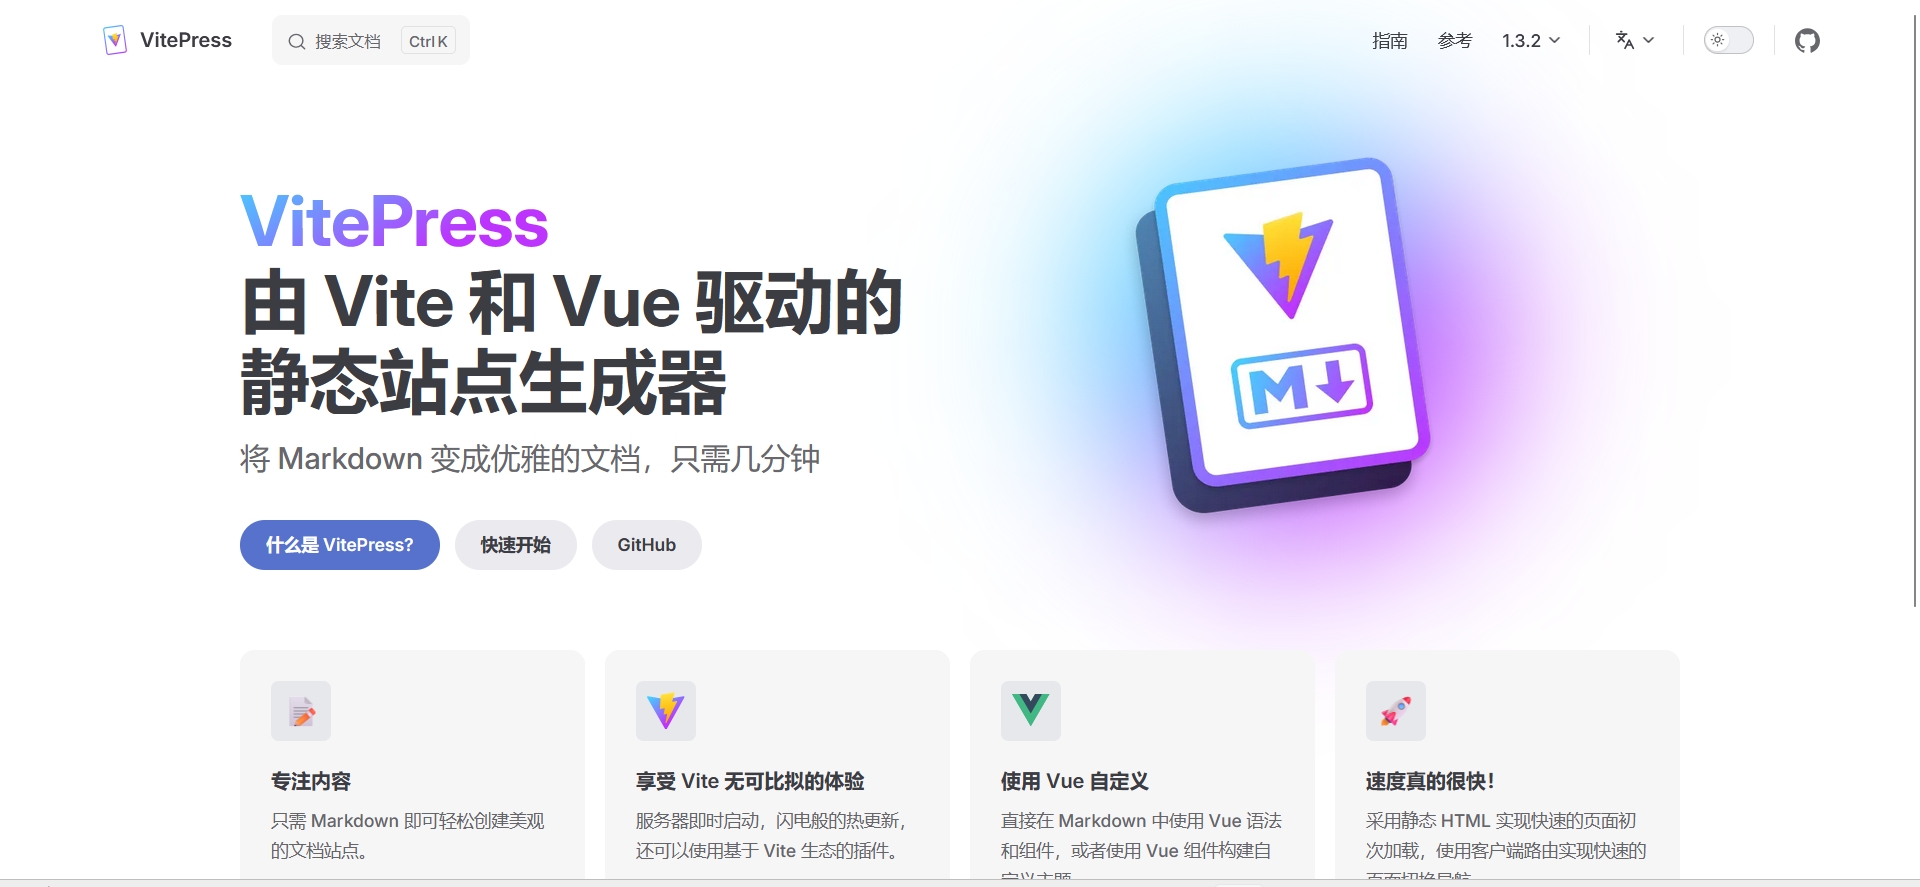 VitePress
搜索文档
Ctrl K
指南
参考
1.3.2
VitePress
由 Vite 和 Vue 驱动的
静态站点生成器
将 Markdown 变成优雅的文档，只需几分钟
什么是 VitePress?
快速开始
GitHub
专注内容
只需 Markdown 即可轻松创建美观
的文档站点。
享受 Vite 无可比拟的体验
服务器即时启动，闪电般的热更新，
还可以使用基于 Vite 生态的插件。
使用 Vue 自定义
直接在 Markdown 中使用 Vue 语法
和组件，或者使用 Vue 组件构建自
速度真的很快！
采用静态 HTML 实现快速的页面初
次加载，使用客户端路由实现快速的